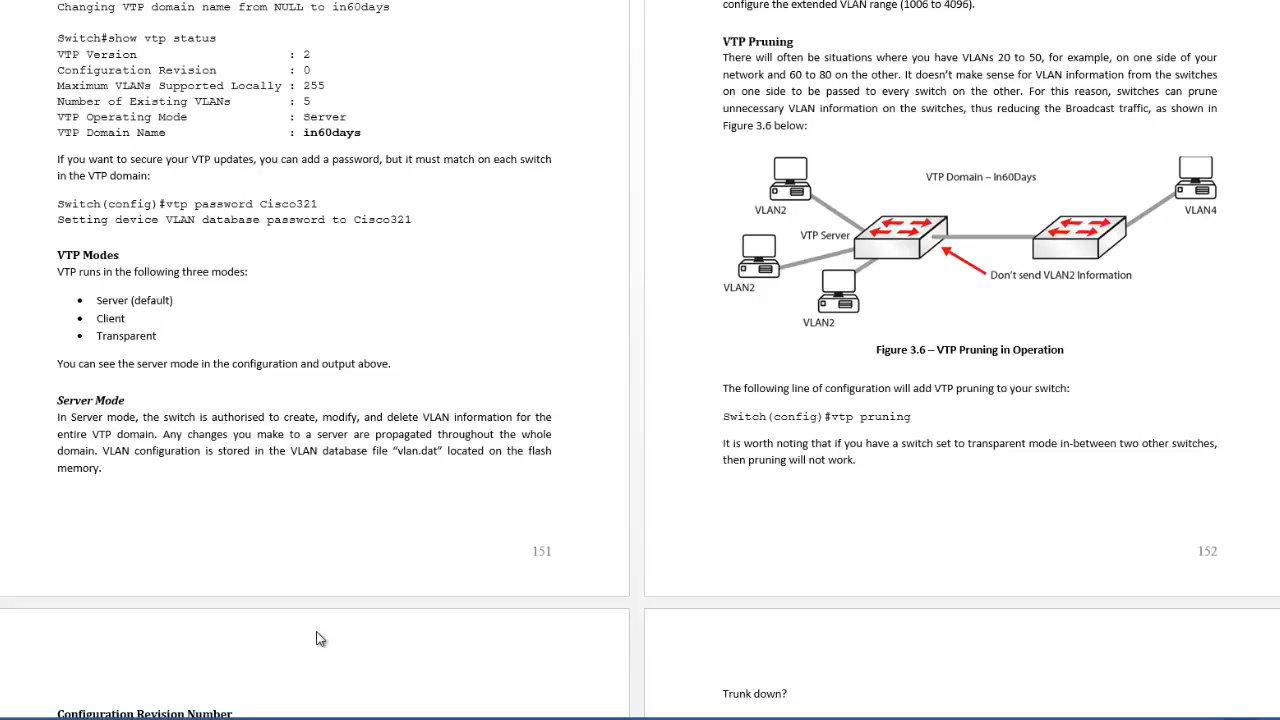 Changing VTP domain name from NULL to in60days
Switch#show vtp status
VTP Version : 2
Configuration Revision : 0
Maximum VLANs Supported Locally : 255
Number of Existing VLANs : 5
VTP Operating Mode : Server
VTP Domain Name : in60days
If you want to secure your VTP updates, you can add a password, but it must match on each switch
in the VTP domain:
Switch(config)#vtp password Cisco321
Setting device VLAN database password to Cisco321
VTP Modes
VTP runs in the following three modes:
• Server (default)
• Client
• Transparent
You can see the server mode in the configuration and output above.
Server Mode
In Server mode, the switch is authorised to create, modify, and delete VLAN information for the
entire VTP domain. Any changes you make to a server are propagated throughout the whole
domain. VLAN configuration is stored in the VLAN database file “vlan.dat” located on the flash
memory.
151
Configuration Revision Number
configure the extended VLAN range (1006 to 4096).
VTP Pruning
There will often be situations where you have VLANs 20 to 50, for example, on one side of your
network and 60 to 80 on the other. It doesn’t make sense for VLAN information from the switches
on one side to be passed to every switch on the other. For this reason, switches can prune
unnecessary VLAN information on the switches, thus reducing the Broadcast traffic, as shown in
Figure 3.6 below:
VTP Domain – In60Days
VLAN2
VLAN4
VTP Server
Don’t send VLAN2 Information
VLAN2
VLAN2
Figure 3.6 – VTP Pruning in Operation
The following line of configuration will add VTP pruning to your switch:
Switch(config)#vtp pruning
It is worth noting that if you have a switch set to transparent mode in-between two other switches,
then pruning will not work.
152
Trunk down?